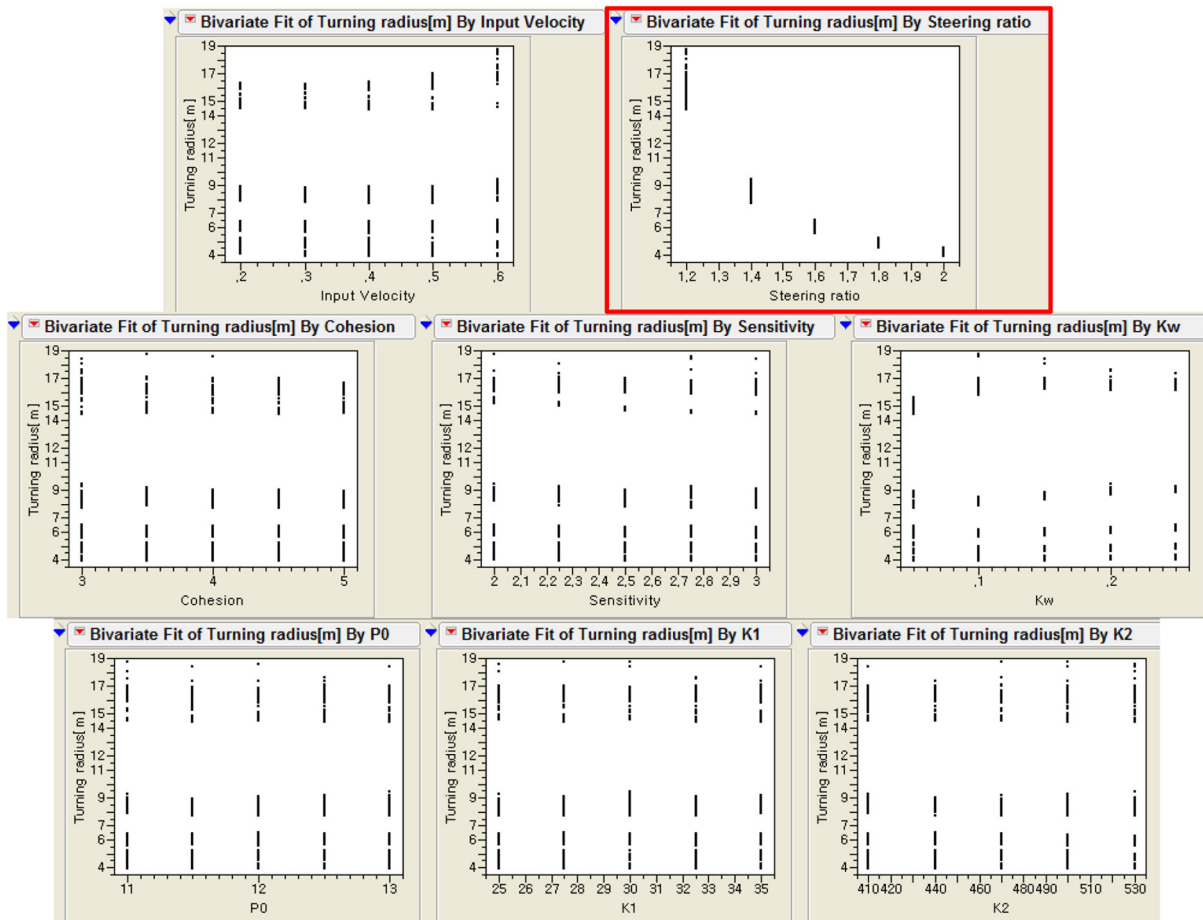 Bivariate Fit of Turning radius[m] By Input Velocity
19
17
15
14
12
11
9
7
6
4
Turning radius[m]
,2 ,3 ,4 ,5 ,6
Input Velocity
Bivariate Fit of Turning radius[m] By Steering ratio
19
17
15
14
12
11
9
7
6
4
Turning radius[m]
1,2 1,3 1,4 1,5 1,6 1,7 1,8 1,9 2
Steering ratio
Bivariate Fit of Turning radius[m] By Cohesion
19
17
15
14
12
11
9
7
6
4
Turning radius[m]
3 4 5
Cohesion
Bivariate Fit of Turning radius[m] By Sensitivity
19
17
15
14
12
11
9
7
6
4
Turning radius[m]
2 2,1 2,2 2,3 2,4 2,5 2,6 2,7 2,8 2,9 3
Sensitivity
Bivariate Fit of Turning radius[m] By Kw
19
17
15
14
12
11
9
7
6
4
Turning radius[m]
,1 ,2
Kw
Bivariate Fit of Turning radius[m] By P0
19
17
15
14
12
11
9
7
6
4
Turning radius[m]
11 12 13
P0
Bivariate Fit of Turning radius[m] By K1
19
17
15
14
12
11
9
7
6
4
Turning radius[m]
25 26 27 28 29 30 31 32 33 34 35
K1
Bivariate Fit of Turning radius[m] By K2
19
17
15
14
12
11
9
7
6
4
Turning radius[m]
410 420 440 460 480 490 510 530
K2